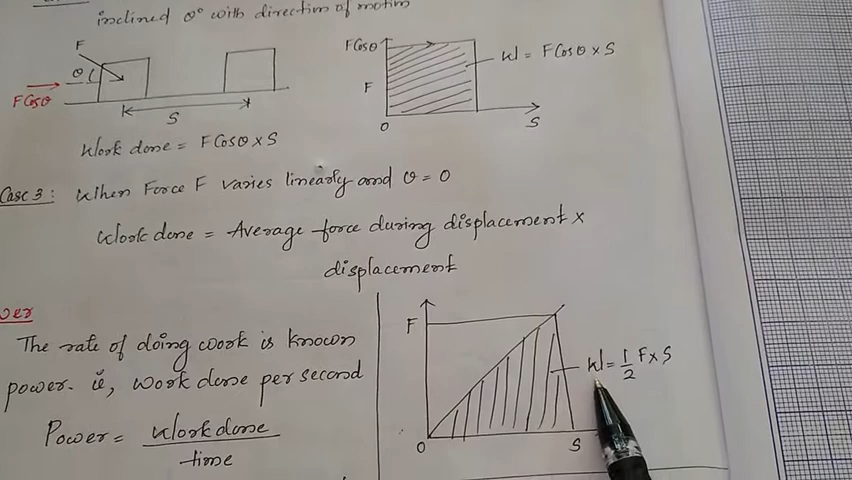 inclined θ° with direction of motion
F
θ
FCosθ
S
Work done = FCosθ x S
FCosθ
F
O
S
W = FCosθ x S
Case 3: When Force F varies linearly and θ = 0
Work done = Average force during displacement x
displacement
wer
The rate of doing work is known
power. ie, work done per second
Power = Work done / time
F
O
S
W = 1/2 F x S